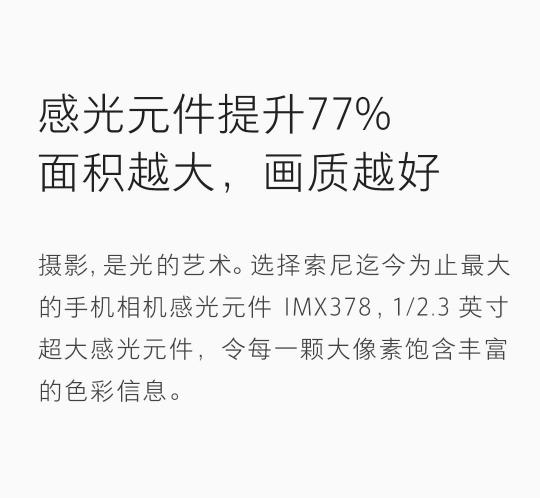 感光元件提升77%
面积越大，画质越好
摄影, 是光的艺术。选择索尼迄今为止最大
的手机相机感光元件 IMX378 , 1/2.3 英寸
超大感光元件，令每一颗大像素饱含丰富
的色彩信息。